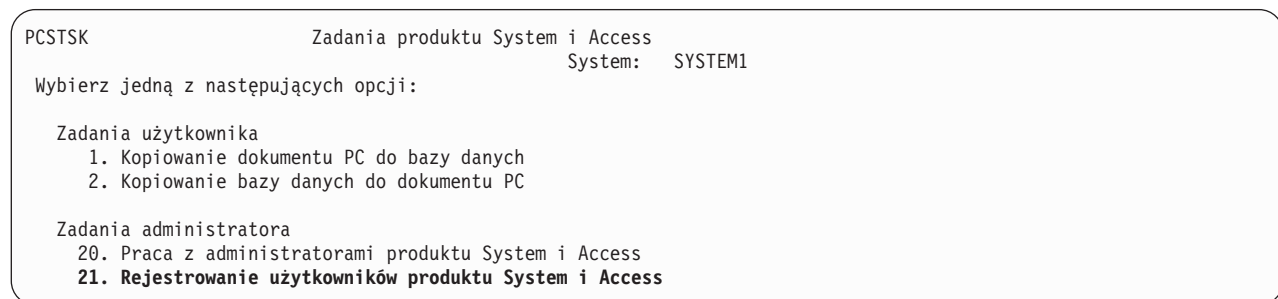 PCSTSK Zadania produktu System i Access
System: SYSTEM1
Wybierz jedną z następujących opcji:
Zadania użytkownika
1. Kopiowanie dokumentu PC do bazy danych
2. Kopiowanie bazy danych do dokumentu PC
Zadania administratora
20. Praca z administratorami produktu System i Access
21. Rejestrowanie użytkowników produktu System i Access